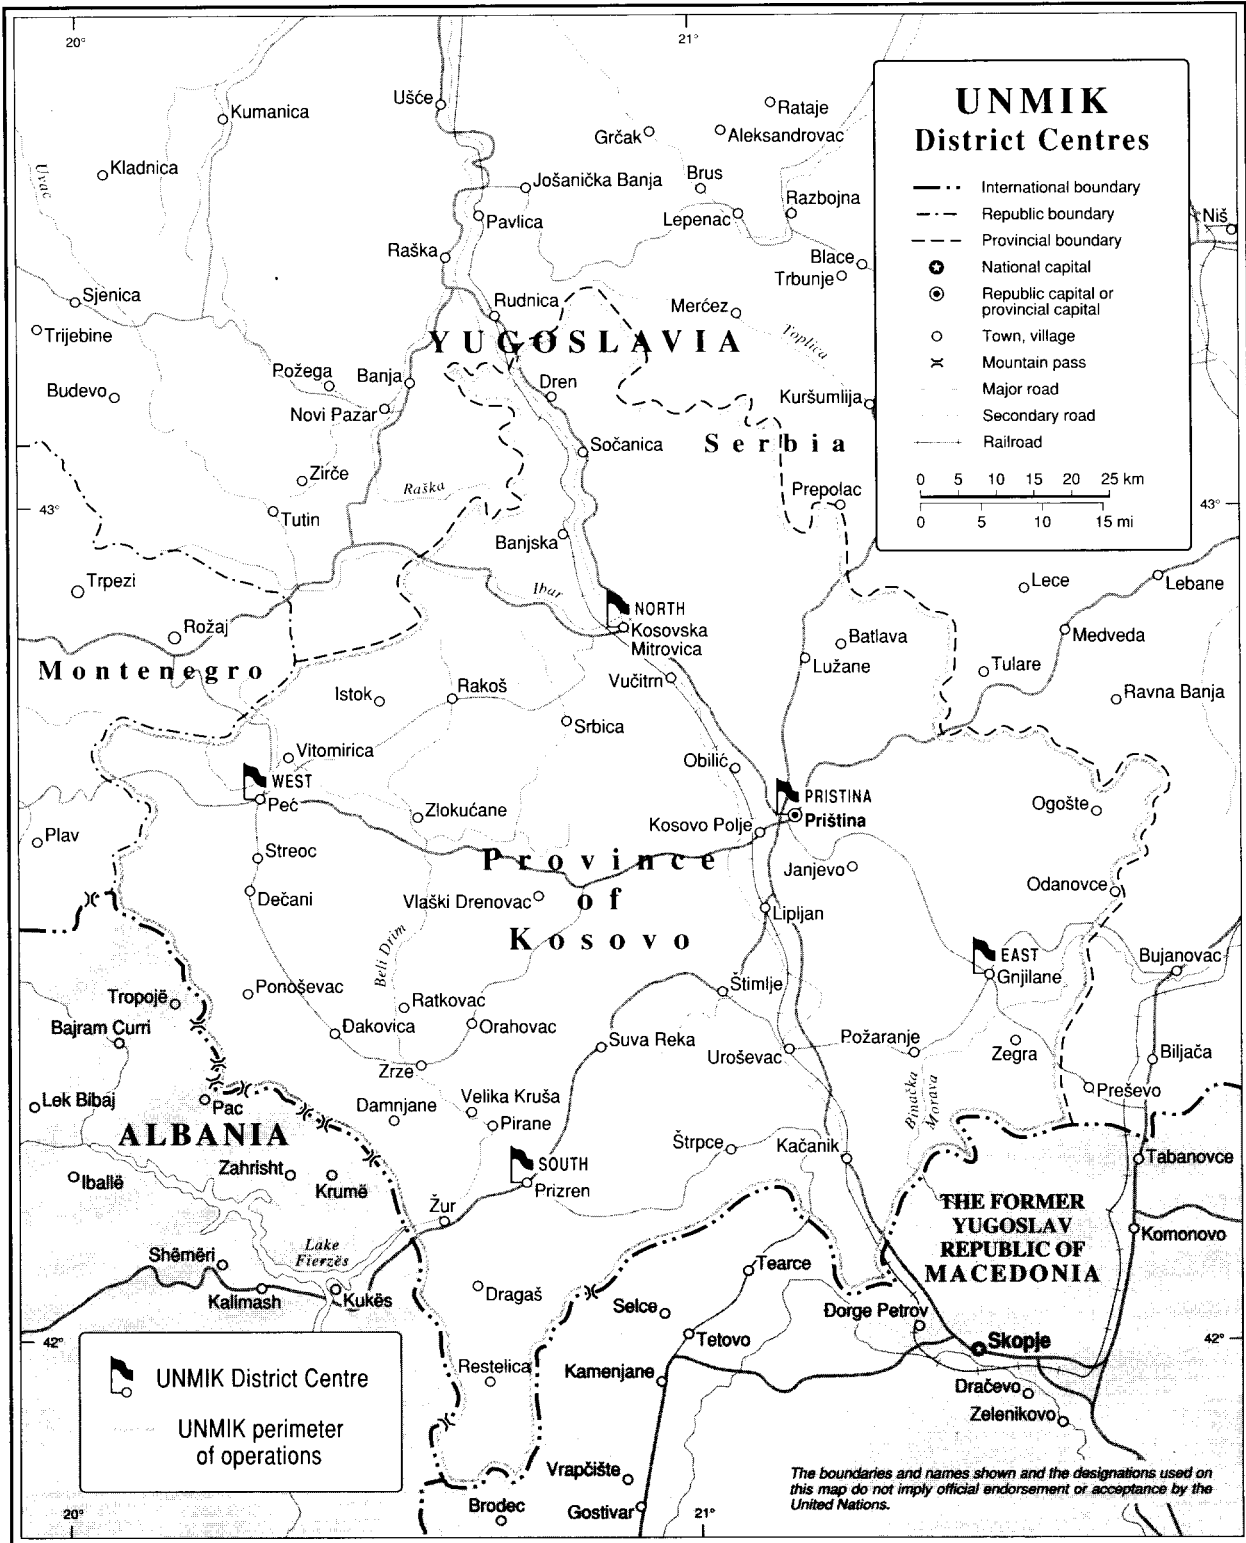 20°
21°
UNMIK
District Centres
International boundary
Republic boundary
Provincial boundary
National capital
Republic capital or
provincial capital
Town, village
Mountain pass
Major road
Secondary road
Railroad
0 5 10 15 20 25 km
0 5 10 15 mi
Kumanica
Ušće
Rataje
Grčak
Aleksandrovac
Kladnica
Uvac
Jošanička Banja
Brus
Razbojna
Pavlica
Lepenac
Niš
Raška
Blace
Trbunje
Sjenica
Rudnica
Merćez
Trijebine
YUGOSLAVIA
Toplica
Požega
Banja
Dren
Budevo
Novi Pazar
Kuršumlija
Sočanica
Serbia
Zirče
Raška
Prepolac
43°
43°
Tutin
Banjska
Trpezi
Ibar
Lece
Lebane
NORTH
Kosovska
Mitrovica
Rožaj
Batlava
Medveda
Lužane
Montenegro
Vučitrn
Tulare
Istok
Rakoš
Ravna Banja
Srbica
Vitomirica
Obilić
WEST
Peć
PRISTINA
Priština
Zlokućane
Ogošte
Plav
Kosovo Polje
Streoc
Province
of
Kosovo
Janjevo
Dečani
Vlaški Drenovac
Odanovce
Lipljan
Beli Drim
EAST
Gnjilane
Bujanovac
Tropojë
Ponoševac
Ratkovac
Štimlje
Bajram Curri
Đakovica
Orahovac
Suva Reka
Uroševac
Požaranje
Zegra
Biljača
Zrze
Lek Bibaj
Pac
Damnjane
Velika Kruša
Pirane
Binačka
Morava
Preševo
ALBANIA
Štrpce
Kačanik
Tabanovce
Iballë
Zahrisht
Krumë
SOUTH
Prizren
Žur
THE FORMER
YUGOSLAV
REPUBLIC OF
MACEDONIA
Komonovo
Lake
Fierzës
Shëmëri
Tearce
Kalimash
Kukës
Dragaš
Selce
Đorge Petrov
42°
42°
Tetovo
Skopje
Restelica
Kamenjane
Dračevo
Zelenikovo
UNMIK District Centre
UNMIK perimeter
of operations
Vrapčište
Brodec
Gostivar
The boundaries and names shown and the designations used on
this map do not imply official endorsement or acceptance by the
United Nations.
20°
21°